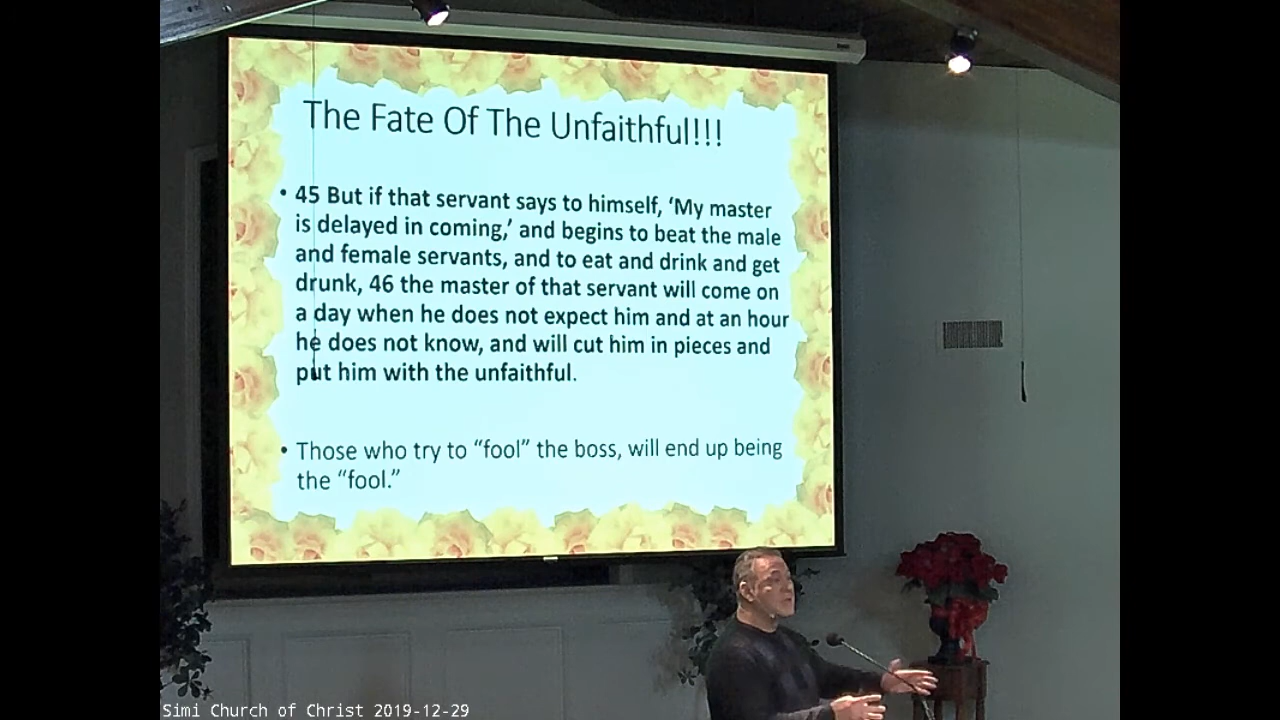 The Fate Of The Unfaithful!!!
• 45 But if that servant says to himself, ‘My master
is delayed in coming,’ and begins to beat the male
and female servants, and to eat and drink and get
drunk, 46 the master of that servant will come on
a day when he does not expect him and at an hour
he does not know, and will cut him in pieces and
put him with the unfaithful.
• Those who try to “fool” the boss, will end up being
the “fool.”
Simi Church of Christ 2019-12-29